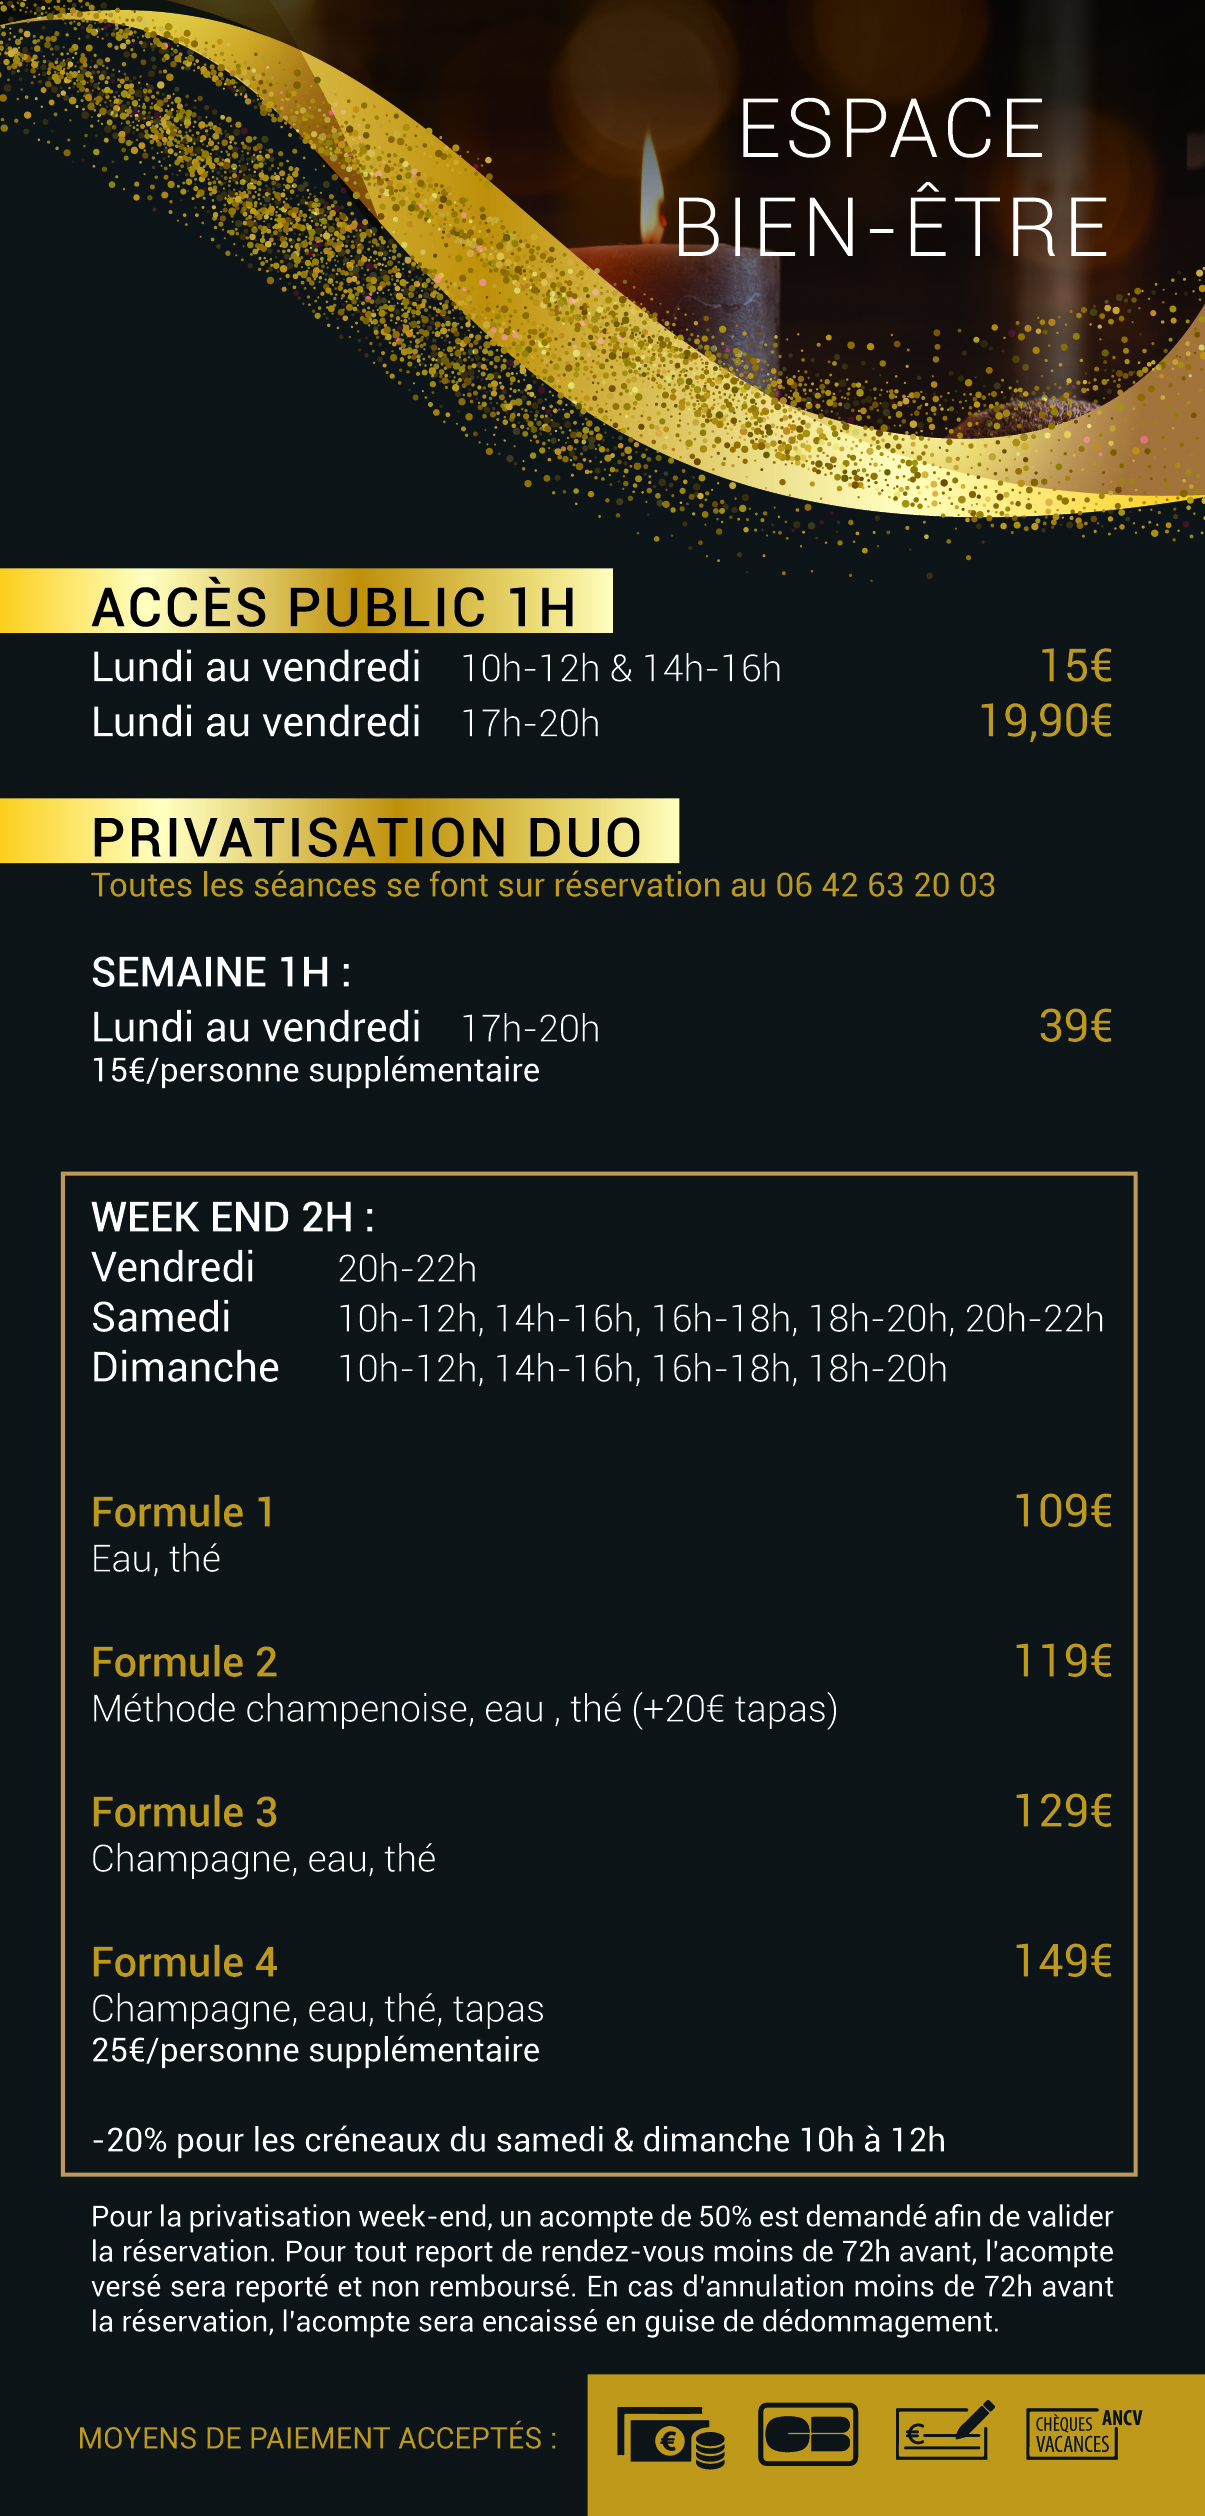 ESPACE
BIEN-ÊTRE
ACCÈS PUBLIC 1H
Lundi au vendredi 10h-12h & 14h-16h 15€
Lundi au vendredi 17h-20h 19,90€
PRIVATISATION DUO
Toutes les séances se font sur réservation au 06 42 63 20 03
SEMAINE 1H :
Lundi au vendredi 17h-20h 39€
15€/personne supplémentaire
WEEK END 2H :
Vendredi 20h-22h
Samedi 10h-12h, 14h-16h, 16h-18h, 18h-20h, 20h-22h
Dimanche 10h-12h, 14h-16h, 16h-18h, 18h-20h
Formule 1 109€
Eau, thé
Formule 2 119€
Méthode champenoise, eau , thé (+20€ tapas)
Formule 3 129€
Champagne, eau, thé
Formule 4 149€
Champagne, eau, thé, tapas
25€/personne supplémentaire
-20% pour les créneaux du samedi & dimanche 10h à 12h
Pour la privatisation week-end, un acompte de 50% est demandé afin de valider
la réservation. Pour tout report de rendez-vous moins de 72h avant, l'acompte
versé sera reporté et non remboursé. En cas d'annulation moins de 72h avant
la réservation, l'acompte sera encaissé en guise de dédommagement.
MOYENS DE PAIEMENT ACCEPTÉS :
€
CB
€
CHÈQUES ANCV
VACANCES